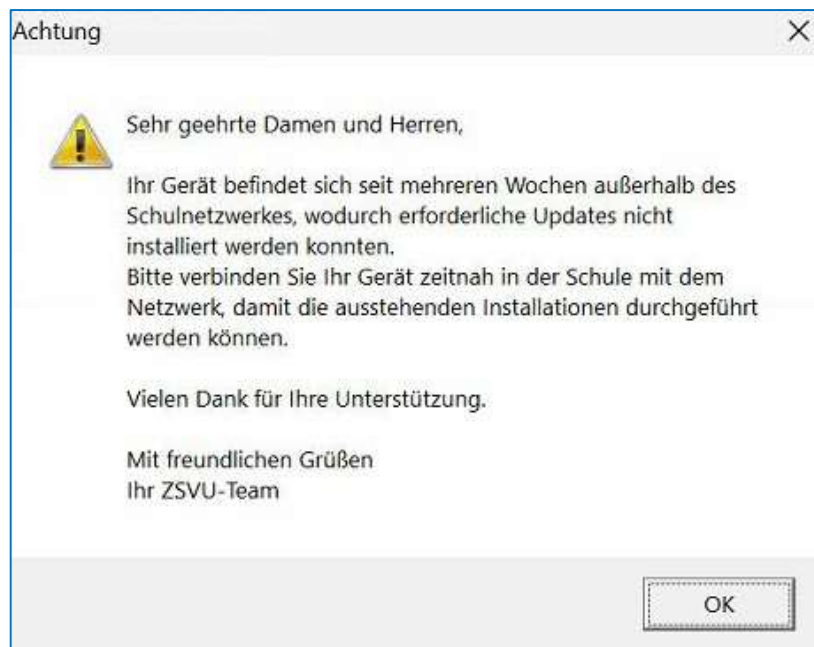 Achtung
Sehr geehrte Damen und Herren,
Ihr Gerät befindet sich seit mehreren Wochen außerhalb des
Schulnetzwerkes, wodurch erforderliche Updates nicht
installiert werden konnten.
Bitte verbinden Sie Ihr Gerät zeitnah in der Schule mit dem
Netzwerk, damit die ausstehenden Installationen durchgeführt
werden können.
Vielen Dank für Ihre Unterstützung.
Mit freundlichen Grüßen
Ihr ZSVU-Team
OK